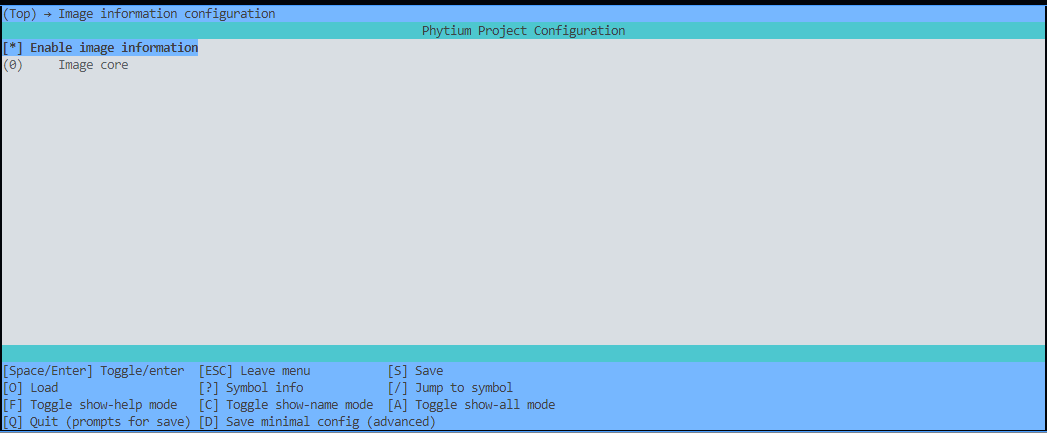 (Top) → Image information configuration
Phytium Project Configuration
[*] Enable image information
(0) Image core
[Space/Enter] Toggle/enter [ESC] Leave menu [S] Save
[O] Load [?] Symbol info [/] Jump to symbol
[F] Toggle show-help mode [C] Toggle show-name mode [A] Toggle show-all mode
[Q] Quit (prompts for save) [D] Save minimal config (advanced)